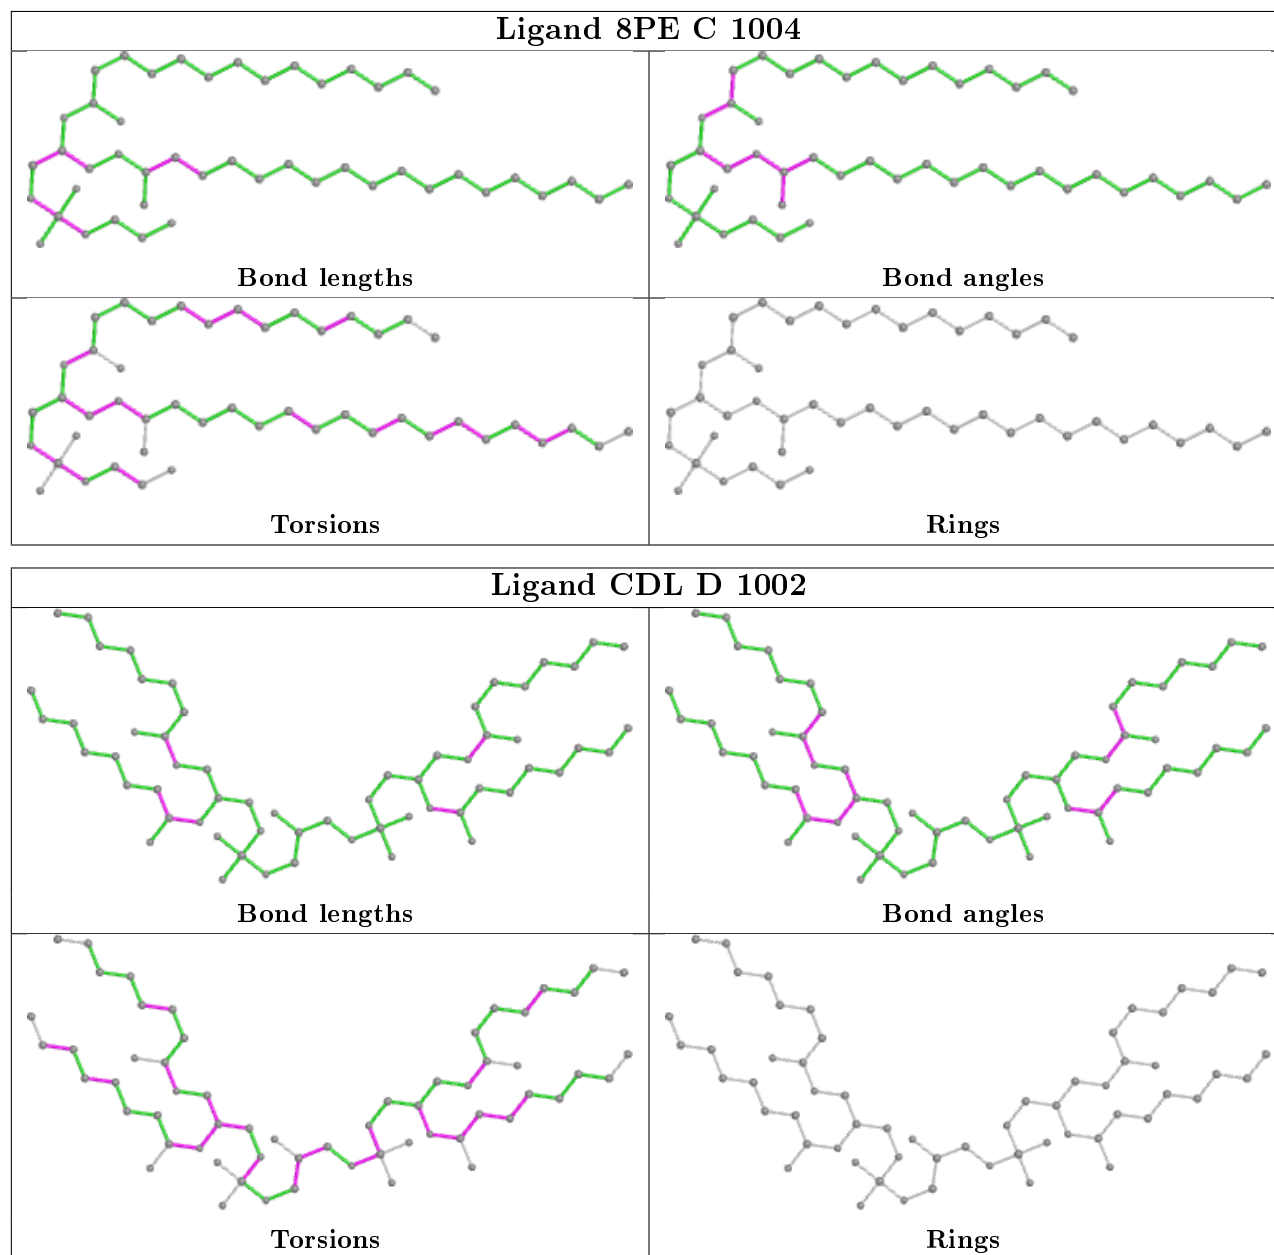 Ligand 8PE C 1004
Bond lengths
Bond angles
Torsions
Rings
Ligand CDL D 1002
Bond lengths
Bond angles
Torsions
Rings